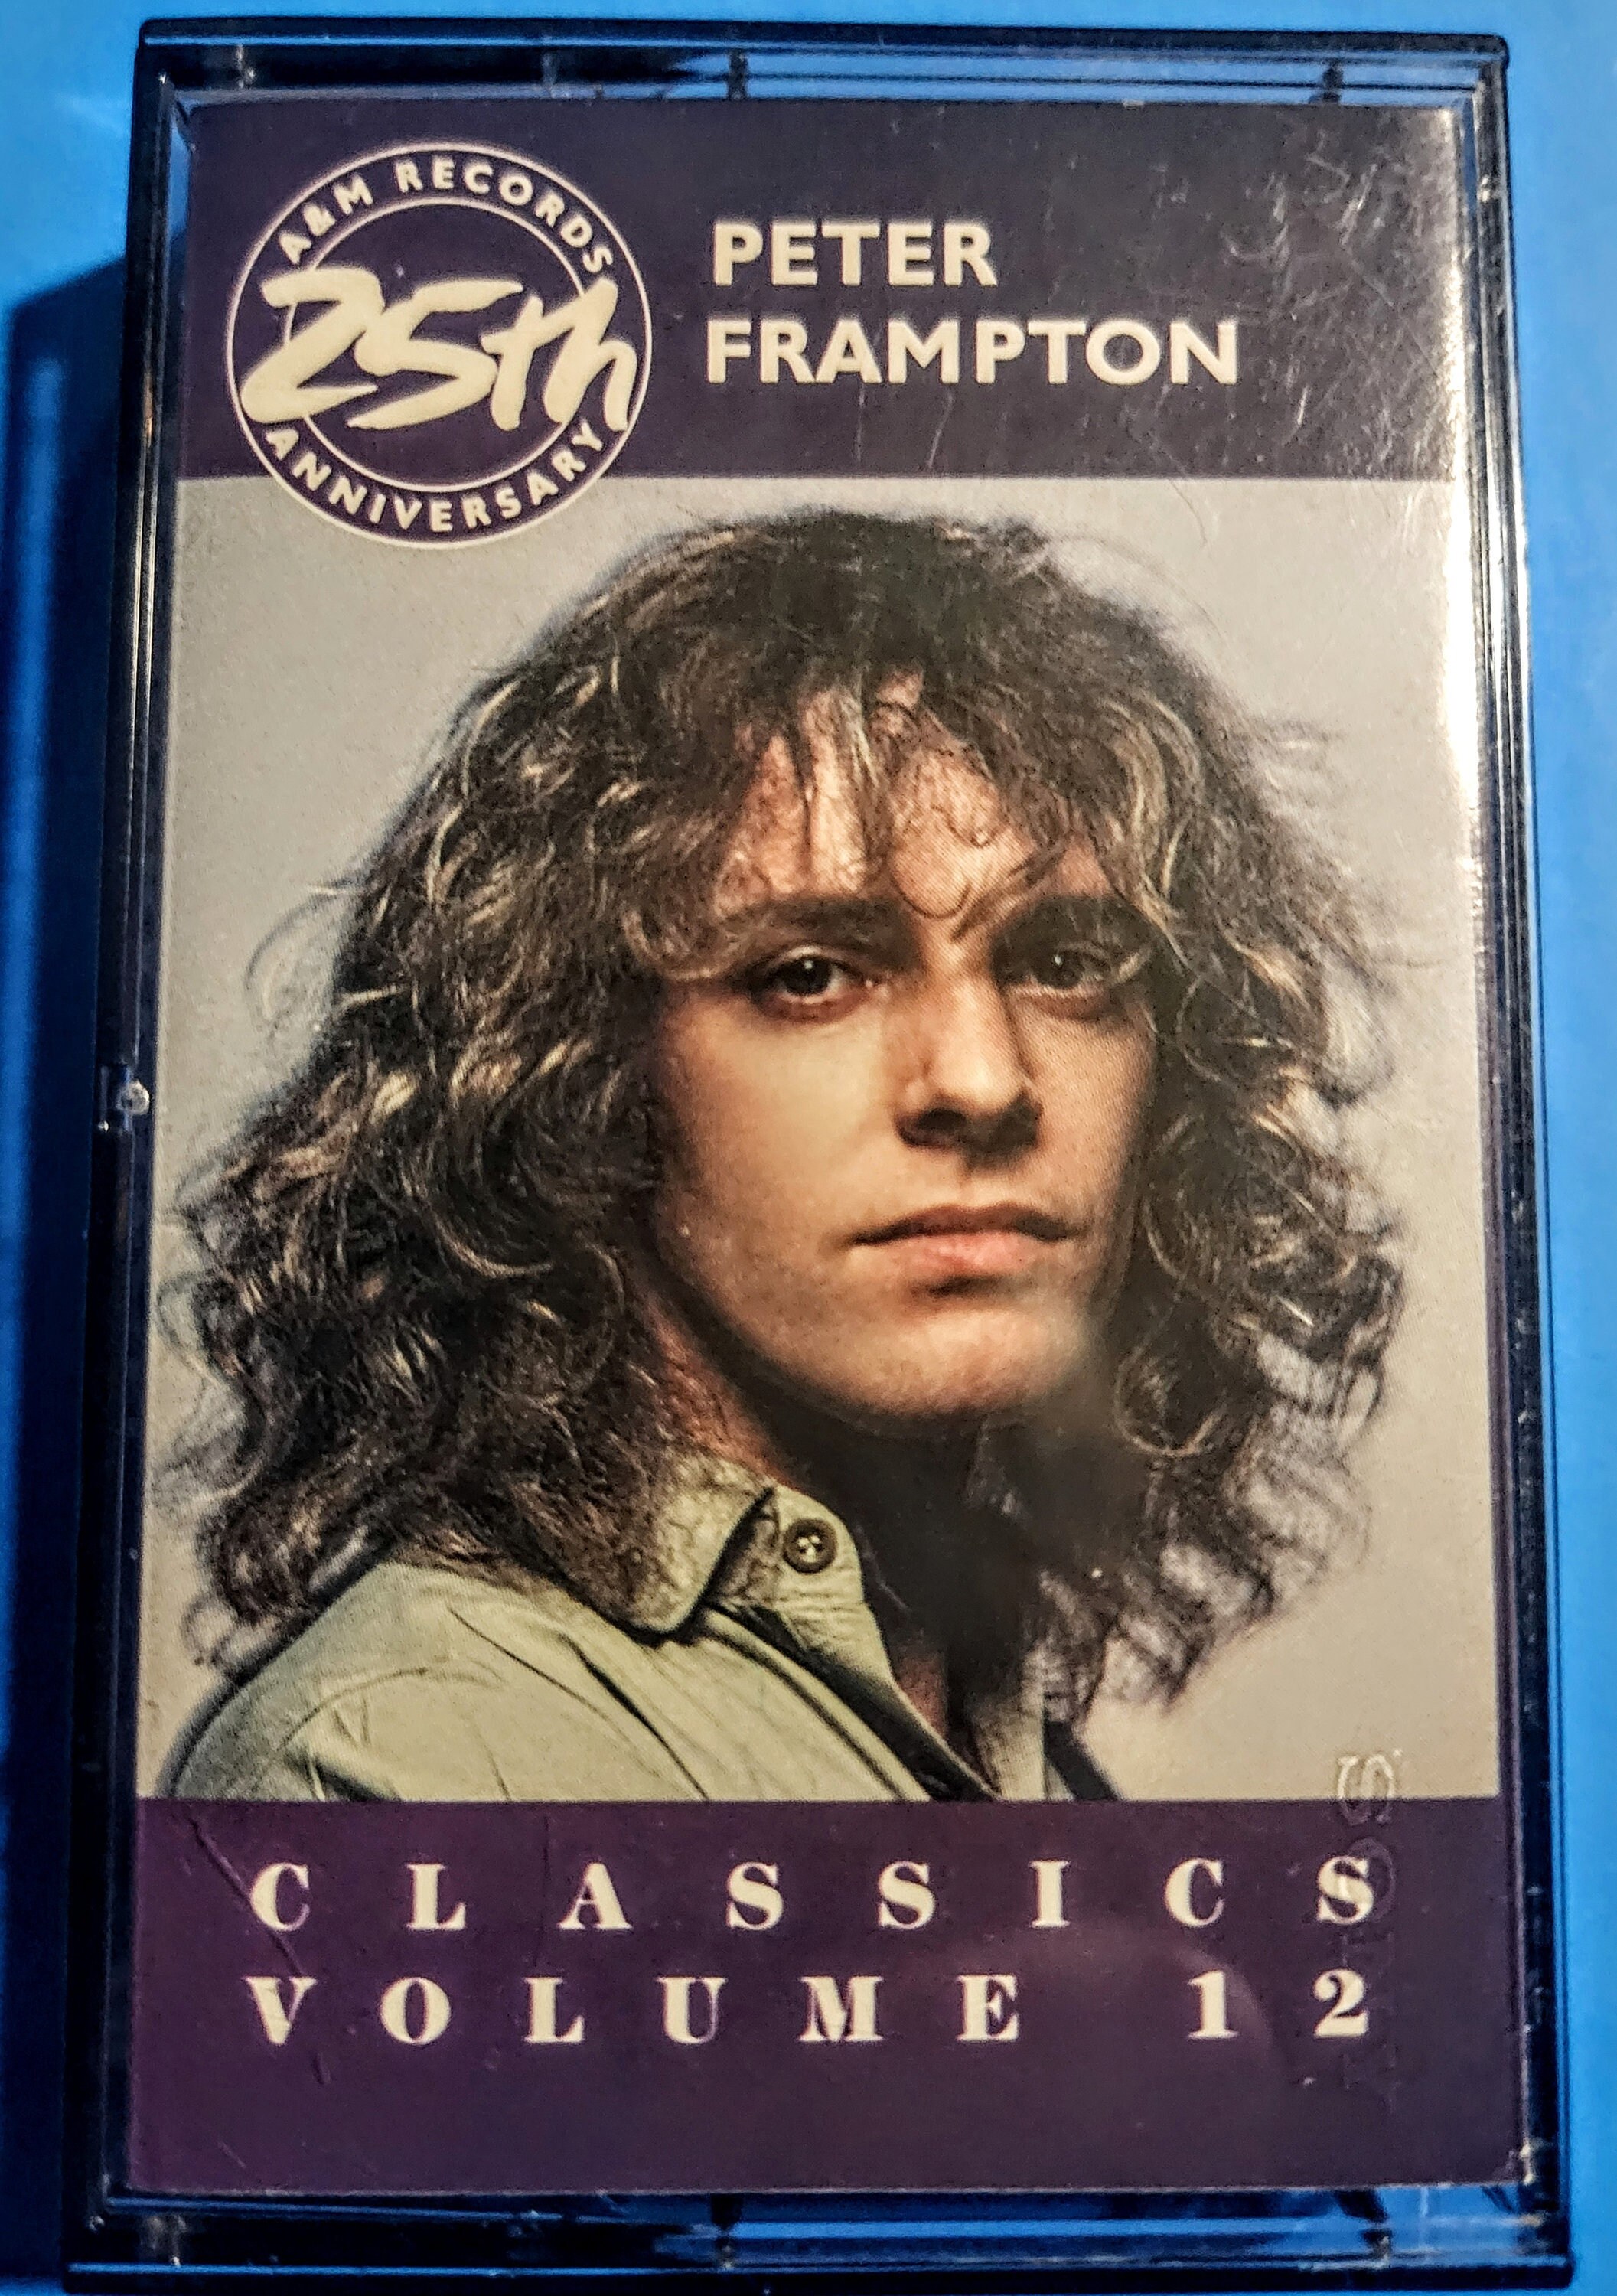 A&M RECORDS
25th
ANNIVERSARY
PETER
FRAMPTON
CLASSICS
VOLUME 12